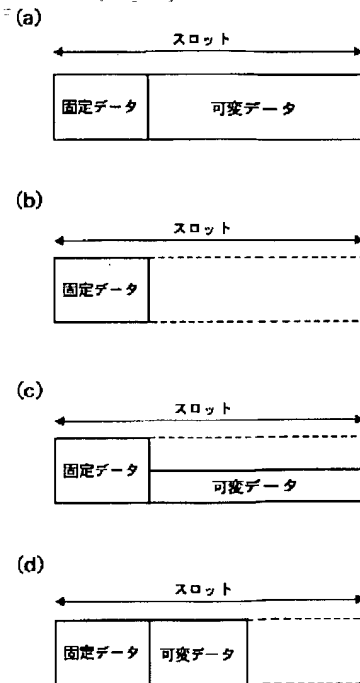 (a)
スロット
固定データ 可変データ
(b)
スロット
固定データ
(c)
スロット
固定データ
可変データ
(d)
スロット
固定データ 可変データ